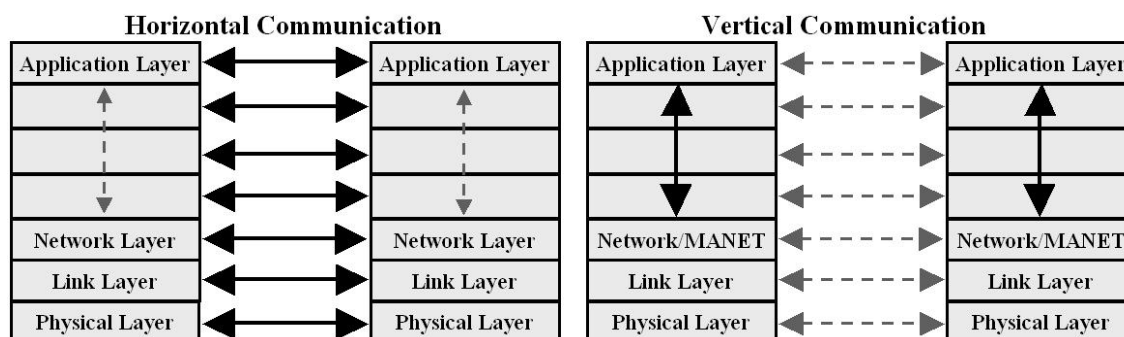 Horizontal Communication
Vertical Communication
Application Layer
Application Layer
Application Layer
Application Layer
Network Layer
Network Layer
Network/MANET
Network/MANET
Link Layer
Link Layer
Link Layer
Link Layer
Physical Layer
Physical Layer
Physical Layer
Physical Layer